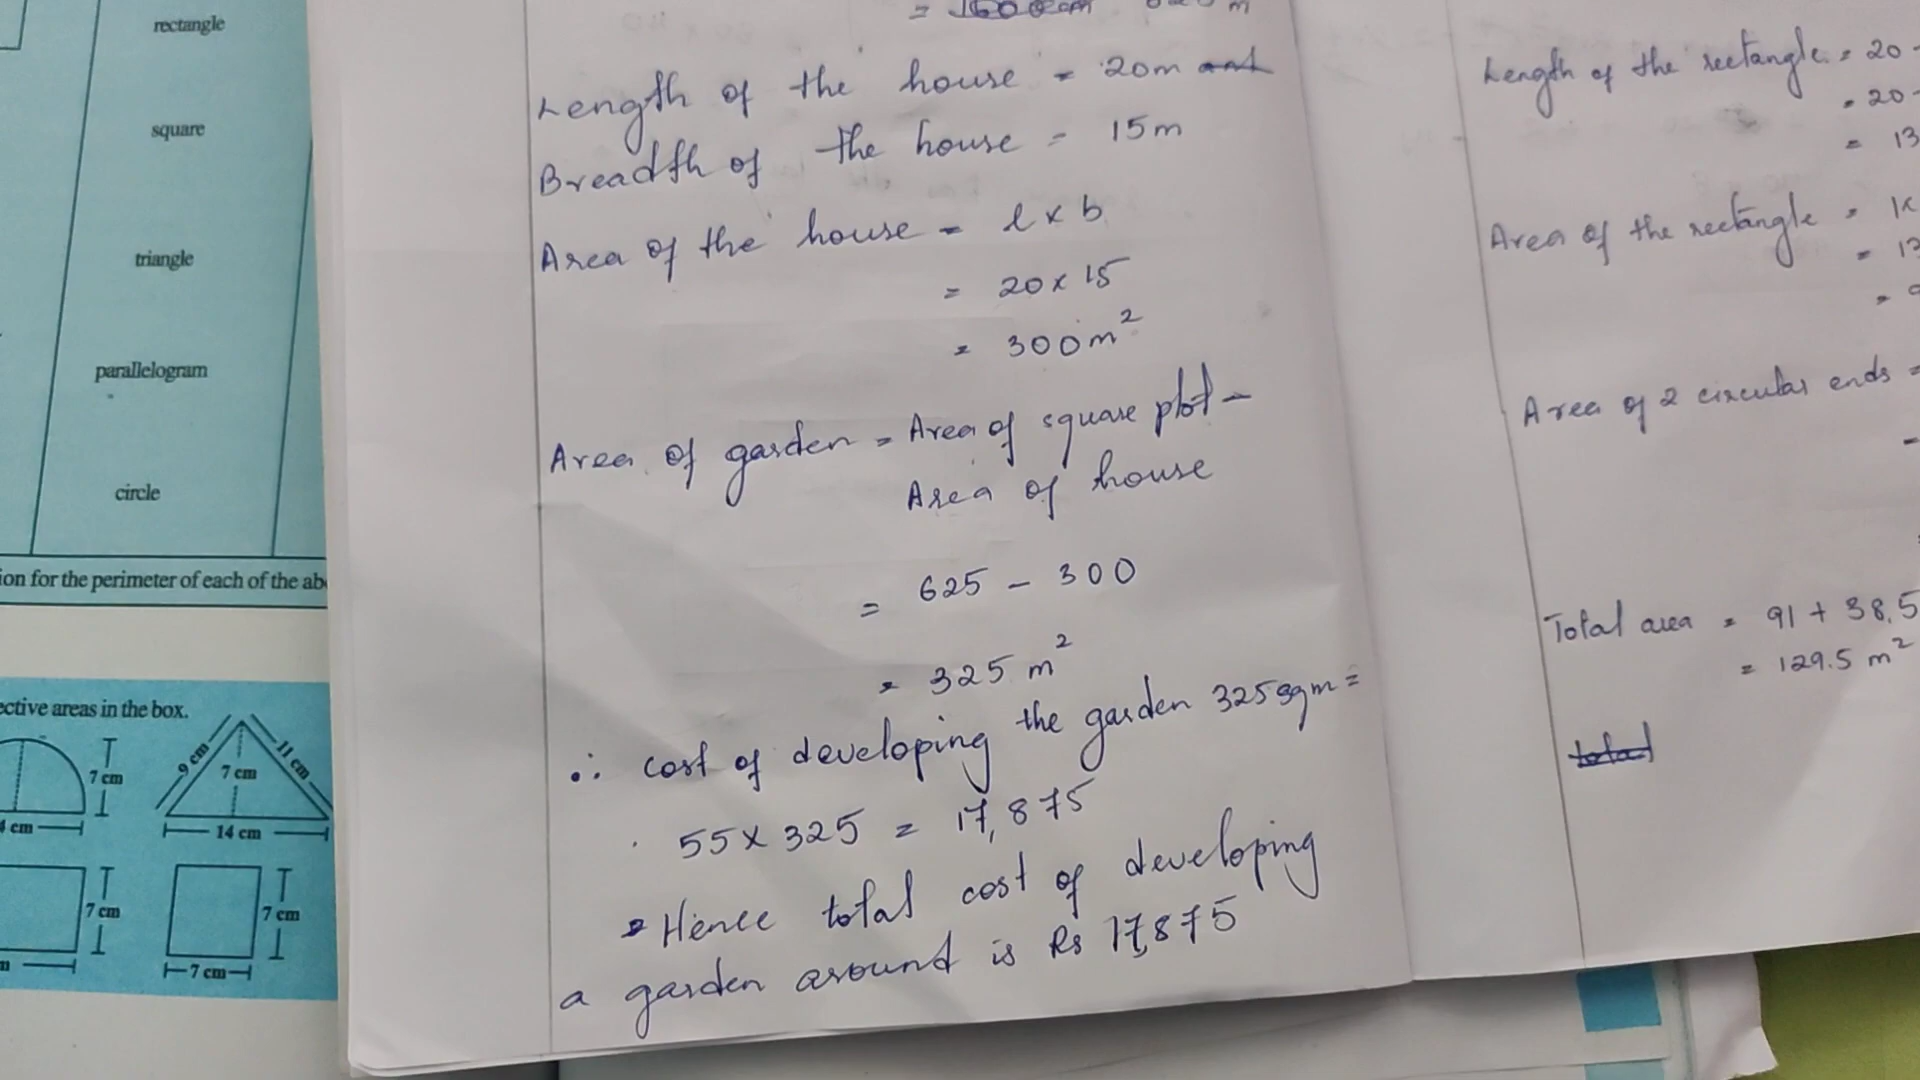 rectangle
square
triangle
parallelogram
circle
ion for the perimeter of each of the ab
ective areas in the box.
7 cm
cm
9 cm
11 cm
7 cm
14 cm
7 cm
7 cm
7 cm
Length of the house = 20m
Breadth of the house = 15m
Area of the house = l x b
= 20 x 15
= 300m²
Area of garden = Area of square plot -
Area of house
= 625 - 300
= 325 m²
∴ cost of developing the garden 325sqm =
55 x 325 = 17,875
Hence total cost of developing
a garden around is Rs 17,875
Length of the rectangle = 20 -
= 20 -
= 13
Area of the rectangle =
= 13
Area of 2 circular ends =
Total area = 91 + 38.5
= 129.5 m²
total